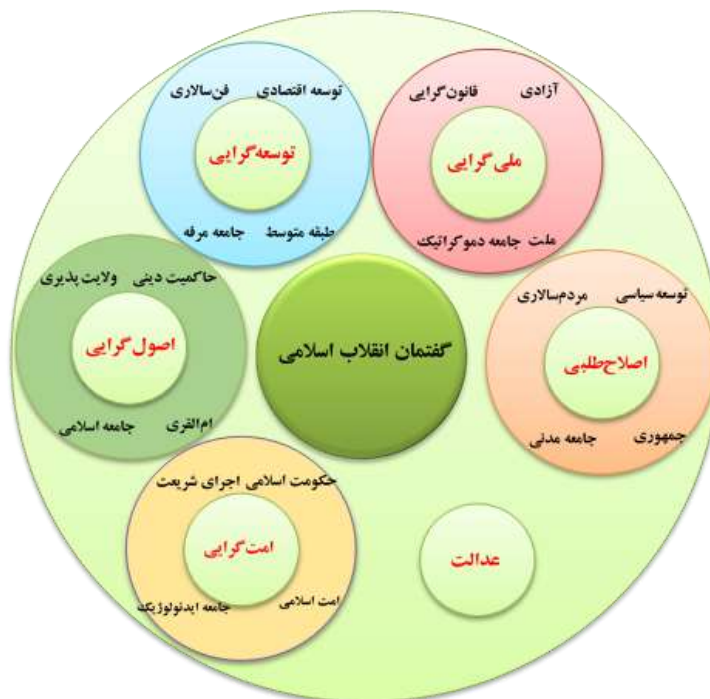 آزادی
قانون‌گرایی
ملی‌گرایی
ملت
جامعه دموکراتیک
توسعه اقتصادی
فن‌سالاری
توسعه‌گرایی
طبقه متوسط
جامعه مرفه
توسعه سیاسی
مردم‌سالاری
اصلاح‌طلبی
جمهوری
جامعه مدنی
گفتمان انقلاب اسلامی
حاکمیت دینی
ولایت پذیری
اصول‌گرایی
ام‌القری
جامعه اسلامی
حکومت اسلامی
اجرای شریعت
امت‌گرایی
امت اسلامی
جامعه ایدئولوژیک
عدالت